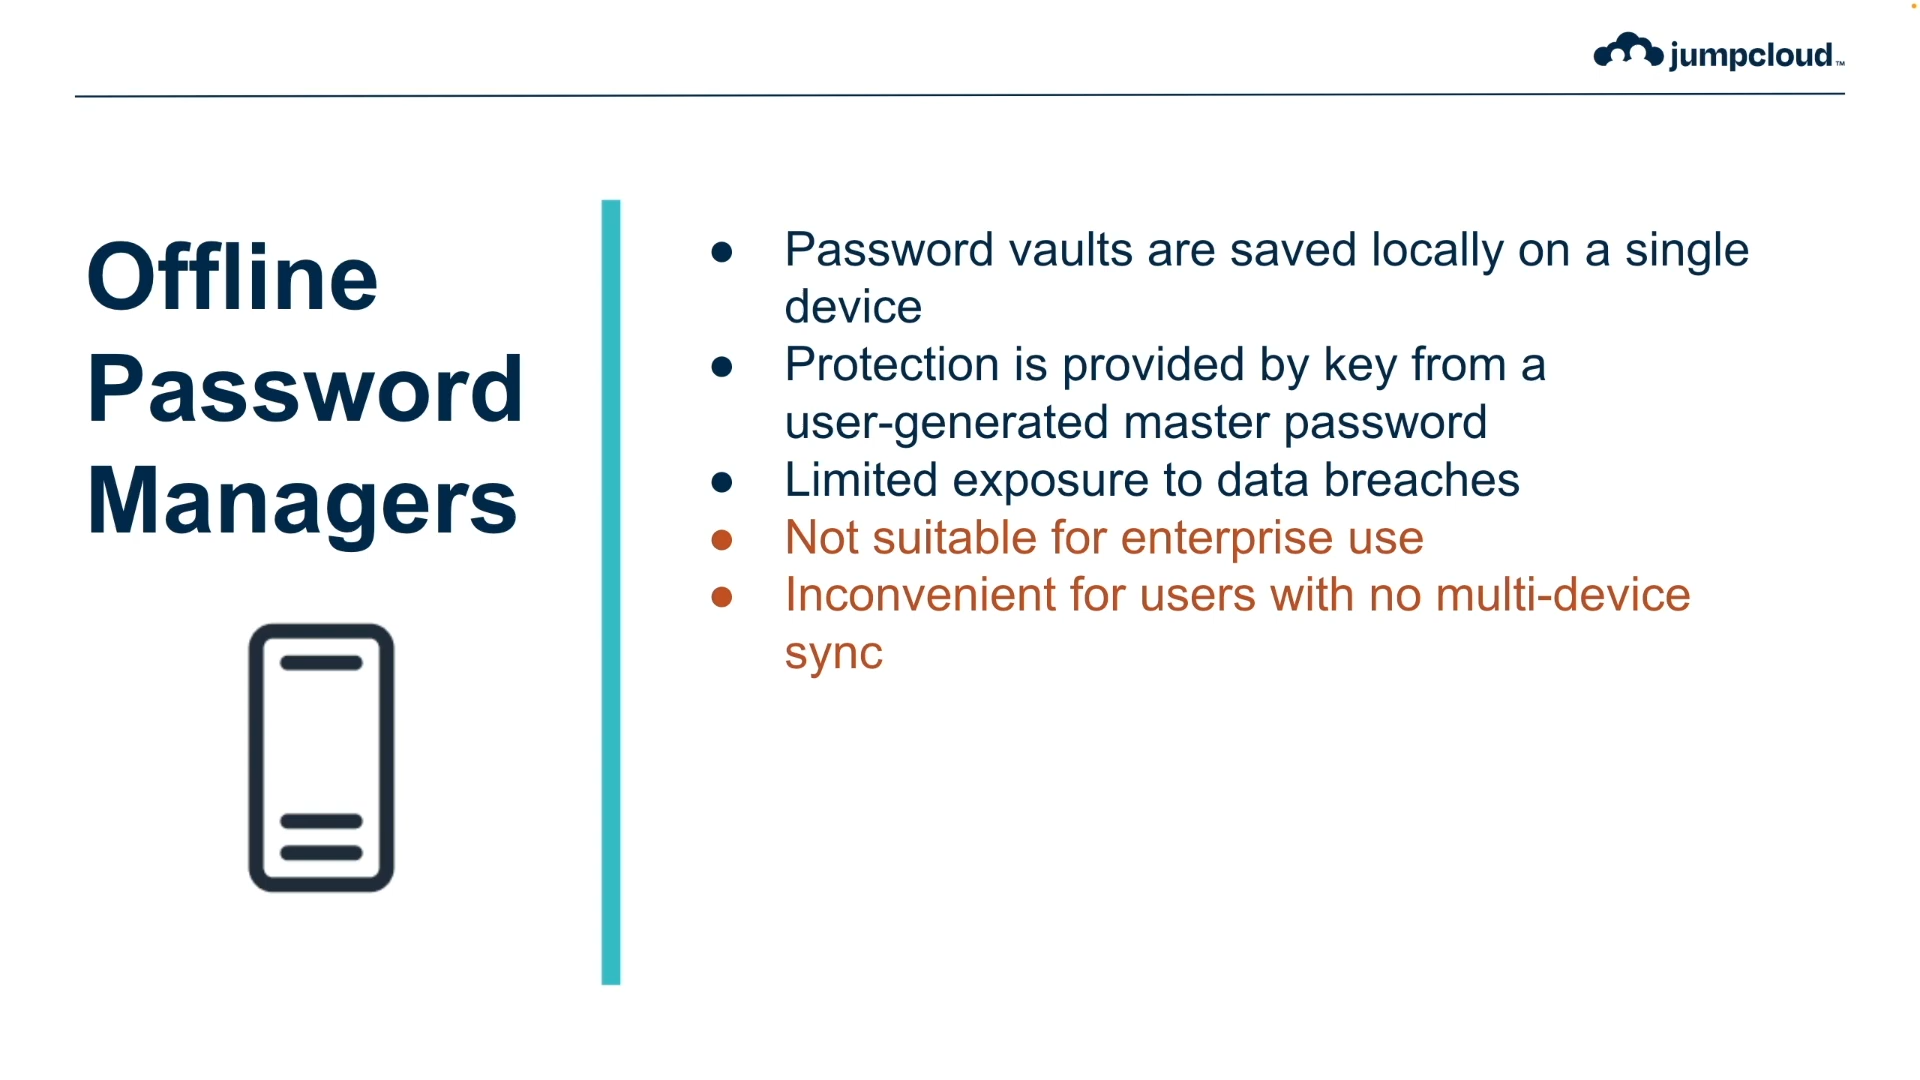 jumpcloud™
Offline
Password
Managers
● Password vaults are saved locally on a single
device
● Protection is provided by key from a
user-generated master password
● Limited exposure to data breaches
● Not suitable for enterprise use
● Inconvenient for users with no multi-device
sync